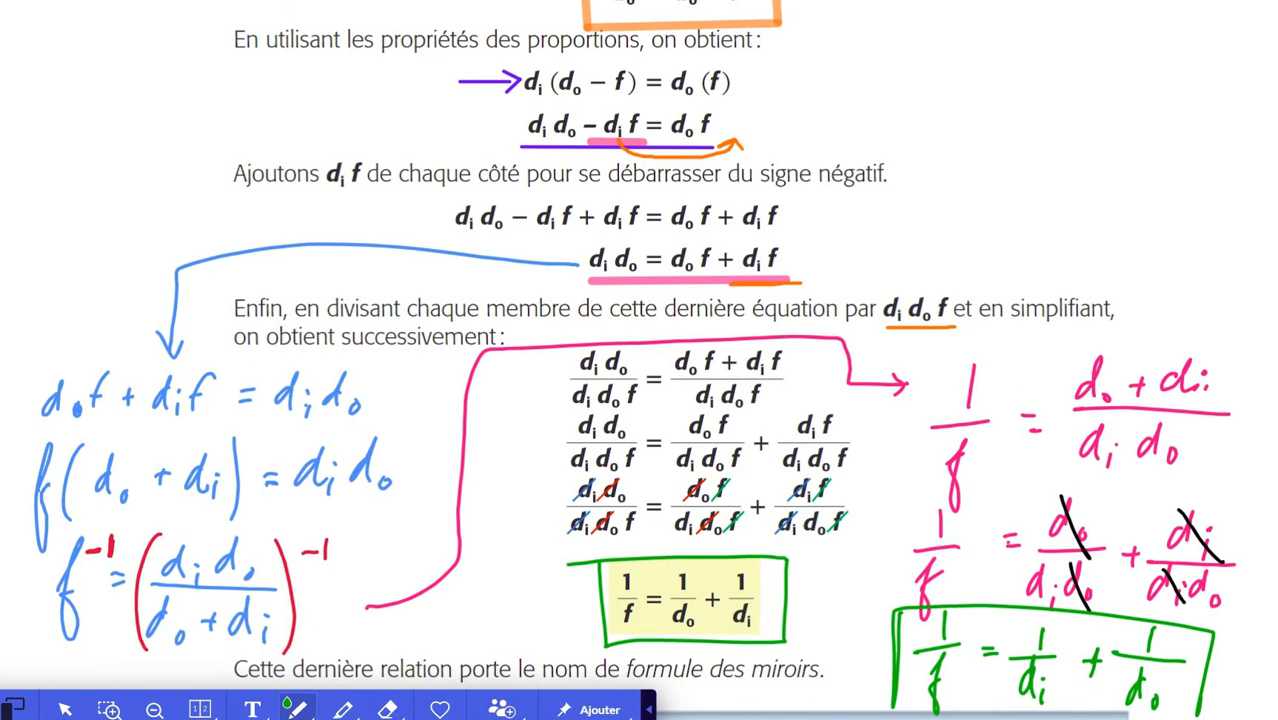 En utilisant les propriétés des proportions, on obtient :
dᵢ (dₒ − f) = dₒ (f)
dᵢ dₒ − dᵢ f = dₒ f
Ajoutons dᵢ f de chaque côté pour se débarrasser du signe négatif.
dᵢ dₒ − dᵢ f + dᵢ f = dₒ f + dᵢ f
dᵢ dₒ = dₒ f + dᵢ f
Enfin, en divisant chaque membre de cette dernière équation par dᵢ dₒ f et en simplifiant,
on obtient successivement :
dᵢ dₒ / dᵢ dₒ f = (dₒ f + dᵢ f) / dᵢ dₒ f
dᵢ dₒ / dᵢ dₒ f = dₒ f / dᵢ dₒ f + dᵢ f / dᵢ dₒ f
dᵢ dₒ / dᵢ dₒ f = dₒ f / dᵢ dₒ f + dᵢ f / dᵢ dₒ f
1/f = 1/dₒ + 1/dᵢ
dₒf + dᵢf = dᵢdₒ
f(dₒ + dᵢ) = dᵢ dₒ
f⁻¹ = (dᵢ dₒ / (dₒ + dᵢ))⁻¹
1/f = (dₒ + dᵢ) / dᵢ dₒ
1/f = dₒ / dᵢdₒ + dᵢ / dᵢdₒ
1/f = 1/dᵢ + 1/dₒ
Cette dernière relation porte le nom de formule des miroirs.
T Ajouter